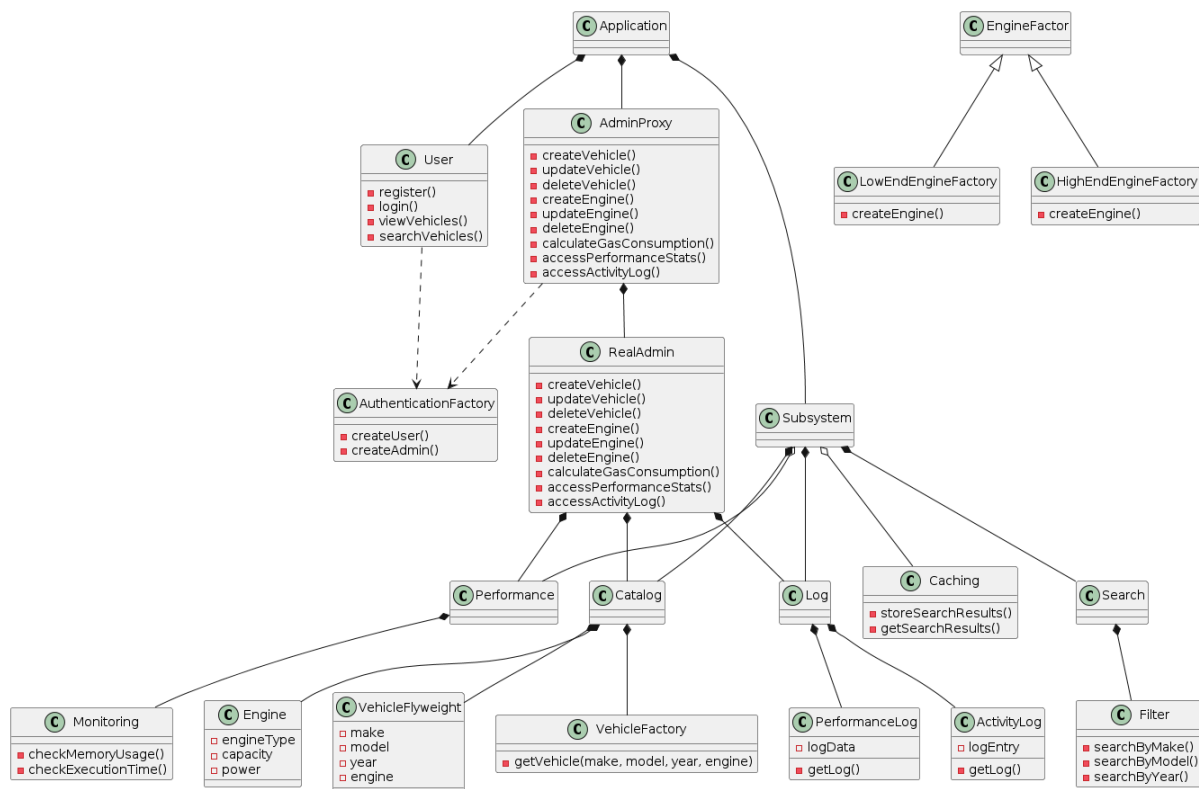 C Application
C EngineFactor
C AdminProxy
createVehicle()
updateVehicle()
deleteVehicle()
createEngine()
updateEngine()
deleteEngine()
calculateGasConsumption()
accessPerformanceStats()
accessActivityLog()
C User
register()
login()
viewVehicles()
searchVehicles()
C LowEndEngineFactory
createEngine()
C HighEndEngineFactory
createEngine()
C RealAdmin
createVehicle()
updateVehicle()
deleteVehicle()
createEngine()
updateEngine()
deleteEngine()
calculateGasConsumption()
accessPerformanceStats()
accessActivityLog()
C AuthenticationFactory
createUser()
createAdmin()
C Subsystem
C Performance
C Catalog
C Log
C Caching
storeSearchResults()
getSearchResults()
C Search
C Monitoring
checkMemoryUsage()
checkExecutionTime()
C Engine
engineType
capacity
power
C VehicleFlyweight
make
model
year
engine
C VehicleFactory
getVehicle(make, model, year, engine)
C PerformanceLog
logData
getLog()
C ActivityLog
logEntry
getLog()
C Filter
searchByMake()
searchByModel()
searchByYear()